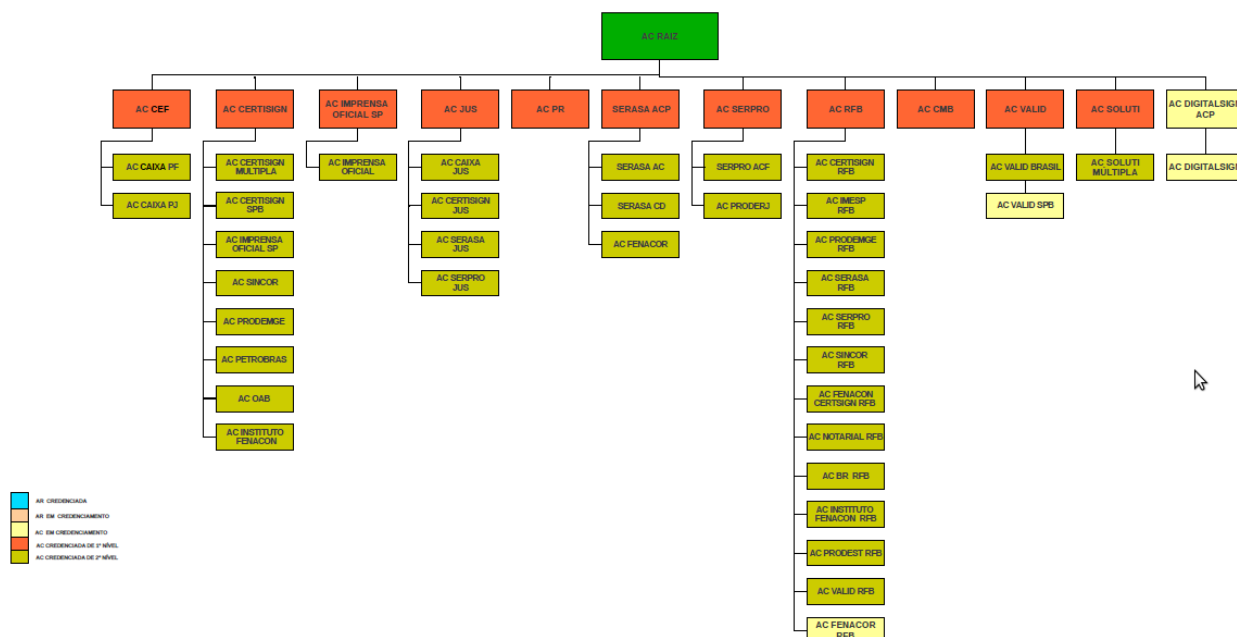 AC RAIZ
AC CEF
AC CERTISIGN
AC IMPRENSA
OFICIAL SP
AC JUS
AC PR
SERASA ACP
AC SERPRO
AC RFB
AC CMB
AC VALID
AC SOLUTI
AC DIGITALSIGN
ACP
AC CAIXA PF
AC CAIXA PJ
AC CERTISIGN
MULTIPLA
AC CERTISIGN
SPB
AC IMPRENSA
OFICIAL SP
AC SINCOR
AC PRODEMGE
AC PETROBRAS
AC OAB
AC INSTITUTO
FENACON
AC IMPRENSA
OFICIAL
AC CAIXA
JUS
AC CERTISIGN
JUS
AC SERASA
JUS
AC SERPRO
JUS
SERASA AC
SERASA CD
AC FENACOR
SERPRO ACF
AC PRODERJ
AC CERTISIGN
RFB
AC IMESP
RFB
AC PRODEMGE
RFB
AC SERASA
RFB
AC SERPRO
RFB
AC SINCOR
RFB
AC FENACON
CERTSIGN RFB
AC NOTARIAL RFB
AC BR RFB
AC INSTITUTO
FENACON RFB
AC PRODEST RFB
AC VALID RFB
AC FENACOR
RFB
AC VALID BRASIL
AC VALID SPB
AC SOLUTI
MÚLTIPLA
AC DIGITALSIGN
AR CREDENCIADA
AR EM CREDENCIAMENTO
AC EM CREDENCIAMENTO
AC CREDENCIADA DE 1º NÍVEL
AC CREDENCIADA DE 2º NÍVEL